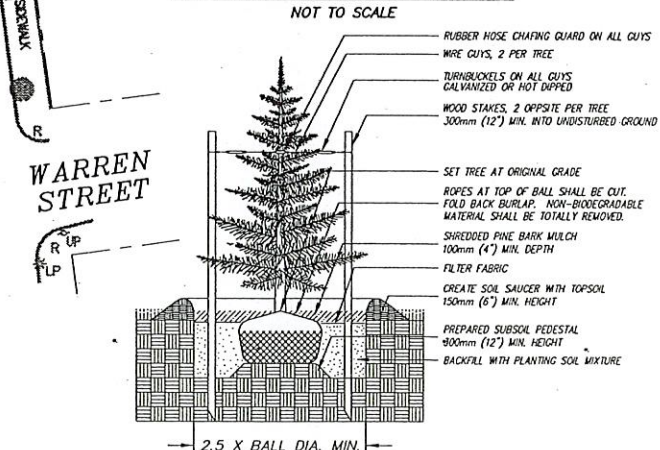 NOT TO SCALE
SIDEWALK
R
WARREN
STREET
R
UP
LP
RUBBER HOSE CHAFING GUARD ON ALL GUYS
WIRE GUYS, 2 PER TREE
TURNBUCKELS ON ALL GUYS
GALVANIZED OR HOT DIPPED
WOOD STAKES, 2 OPPSITE PER TREE
300mm (12") MIN. INTO UNDISTURBED GROUND
SET TREE AT ORIGINAL GRADE
ROPES AT TOP OF BALL SHALL BE CUT.
FOLD BACK BURLAP. NON-BIODEGRADABLE
MATERIAL SHALL BE TOTALLY REMOVED.
SHREDDED PINE BARK MULCH
100mm (4") MIN. DEPTH
FILTER FABRIC
CREATE SOIL SAUCER WITH TOPSOIL
150mm (6") MIN. HEIGHT
PREPARED SUBSOIL PEDESTAL
300mm (12") MIN. HEIGHT
BACKFILL WITH PLANTING SOIL MIXTURE
2.5 X BALL DIA. MIN.